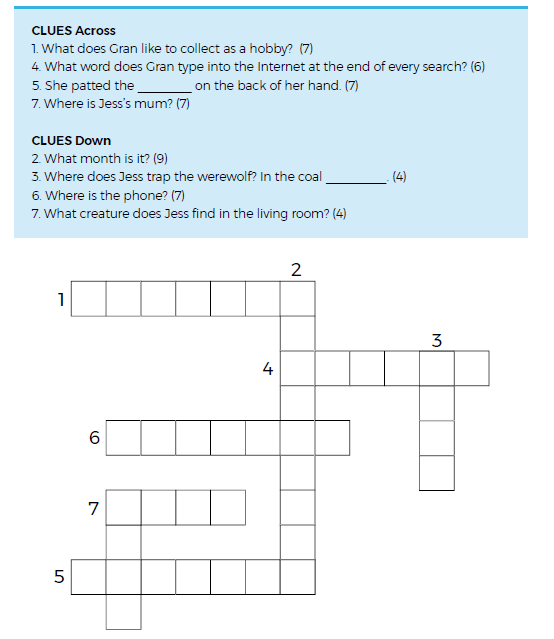 CLUES Across
1. What does Gran like to collect as a hobby? (7)
4. What word does Gran type into the Internet at the end of every search? (6)
5. She patted the ________ on the back of her hand. (7)
7. Where is Jess's mum? (7)
CLUES Down
2. What month is it? (9)
3. Where does Jess trap the werewolf? In the coal ________. (4)
6. Where is the phone? (7)
7. What creature does Jess find in the living room? (4)
2
1
3
4
6
7
5